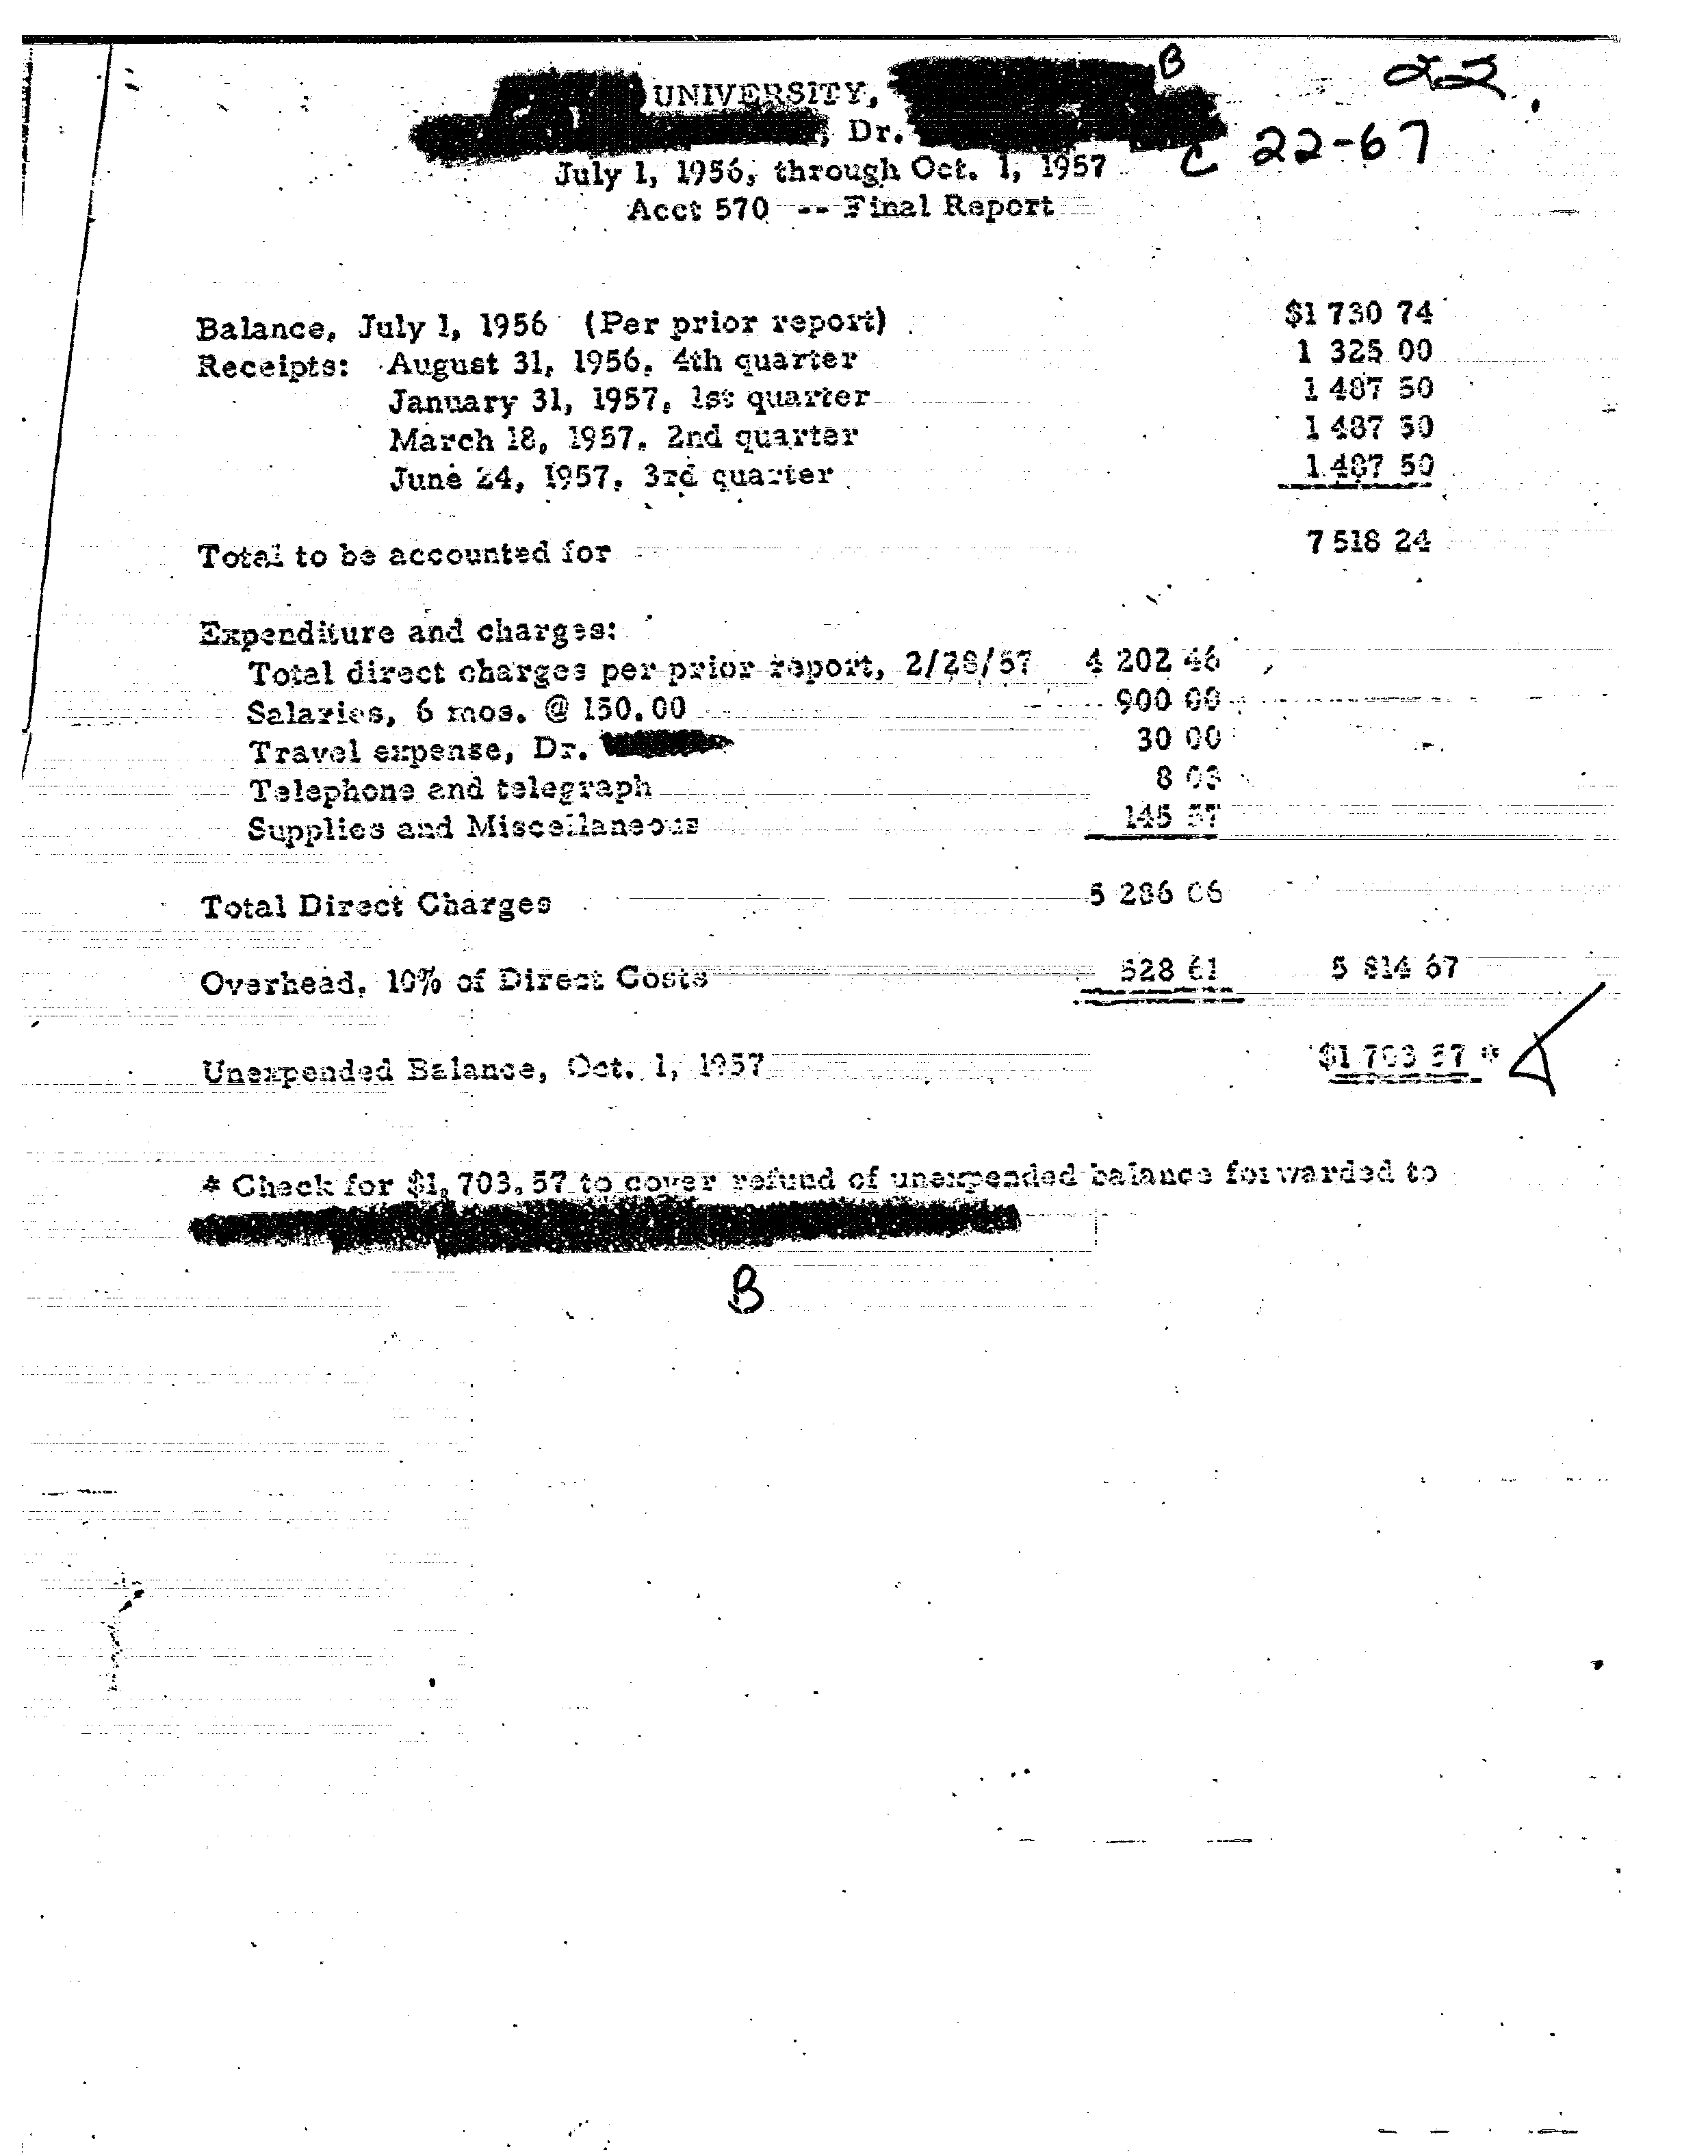 B
22
UNIVERSITY,
, Dr.
C 22-67
July 1, 1956, through Oct. 1, 1957
Acct 570 -- Final Report
Balance, July 1, 1956 (Per prior report) $1 730 74
Receipts: August 31, 1956, 4th quarter 1 325 00
January 31, 1957, 1st quarter 1 487 50
March 18, 1957, 2nd quarter 1 487 50
June 24, 1957, 3rd quarter 1 487 50
Total to be accounted for 7 518 24
Expenditure and charges:
Total direct charges per prior report, 2/28/57 4 202 46
Salaries, 6 mos. @ 150.00 900 00
Travel expense, Dr. 30 00
Telephone and telegraph 8 03
Supplies and Miscellaneous 145 57
Total Direct Charges 5 286 06
Overhead, 10% of Direct Costs 528 61 5 814 67
Unexpended Balance, Oct. 1, 1957 $1 703 57 *
* Check for $1,703.57 to cover refund of unexpended balance forwarded to
B